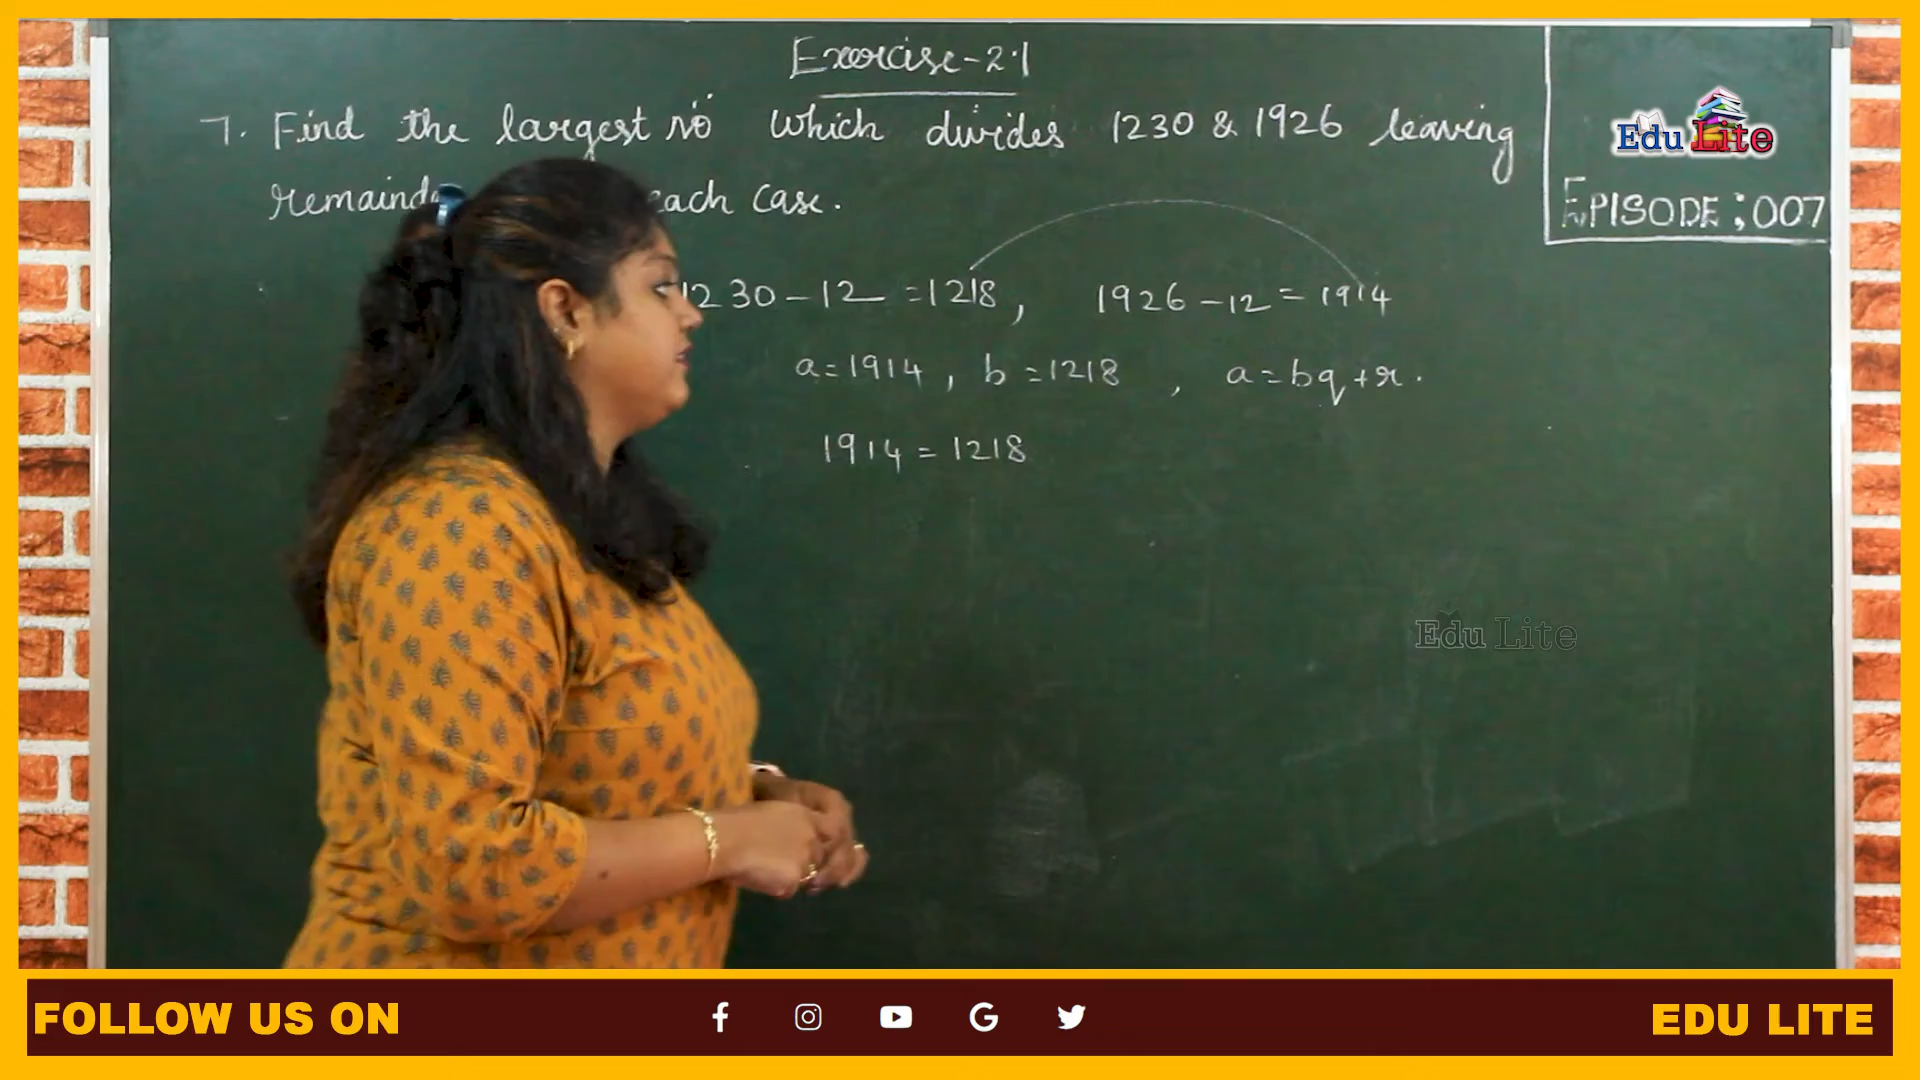 Exercise-2.1
7. Find the largest no which divides 1230 & 1926 leaving
each case.
1230 - 12 = 1218, 1926 - 12 = 1914
a = 1914, b = 1218, a = bq + r.
1914 = 1218
Edu Lite
EPISODE: 007
Edu Lite
FOLLOW US ON
EDU LITE